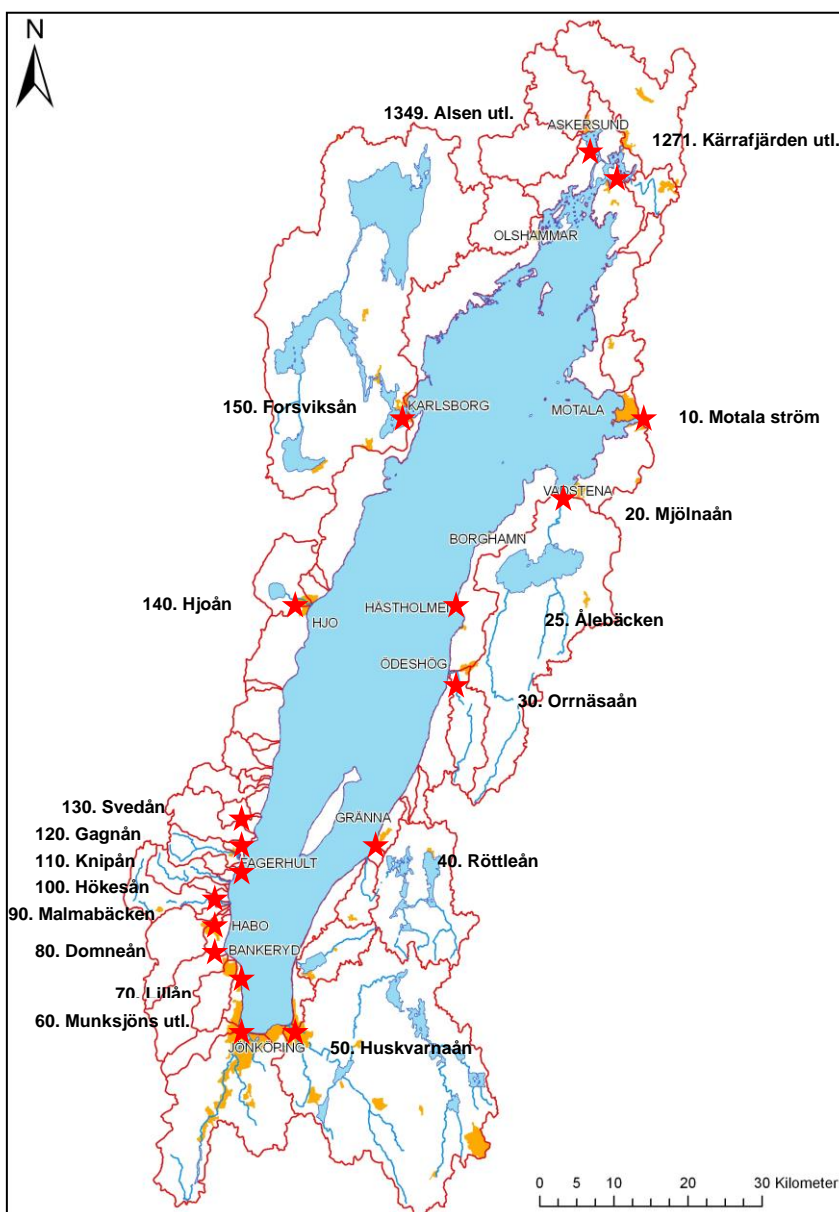 N
1349. Alsen utl.
ASKERSUND
1271. Kärrafjärden utl.
OLSHAMMAR
150. Forsviksån
KARLSBORG
MOTALA
10. Motala ström
VADSTENA
20. Mjölnaån
BORGHAMN
140. Hjoån
HJO
HÄSTHOLMEN
25. Ålebäcken
ÖDESHÖG
30. Orrnäsaån
130. Svedån
120. Gagnån
GRÄNNA
110. Knipån
FAGERHULT
40. Röttleån
100. Hökesån
90. Malmabäcken
HABO
80. Domneån
BANKERYD
70. Lillån
60. Munksjöns utl.
JÖNKÖPING
50. Huskvarnaån
0 5 10 20 30 Kilometer